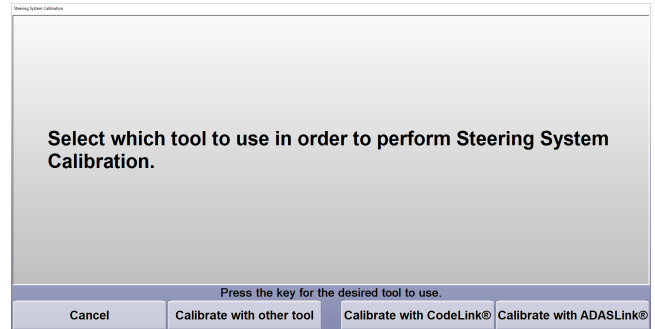 Steering System Calibration
Select which tool to use in order to perform Steering System
Calibration.
Press the key for the desired tool to use.
Cancel
Calibrate with other tool
Calibrate with CodeLink®
Calibrate with ADASLink®